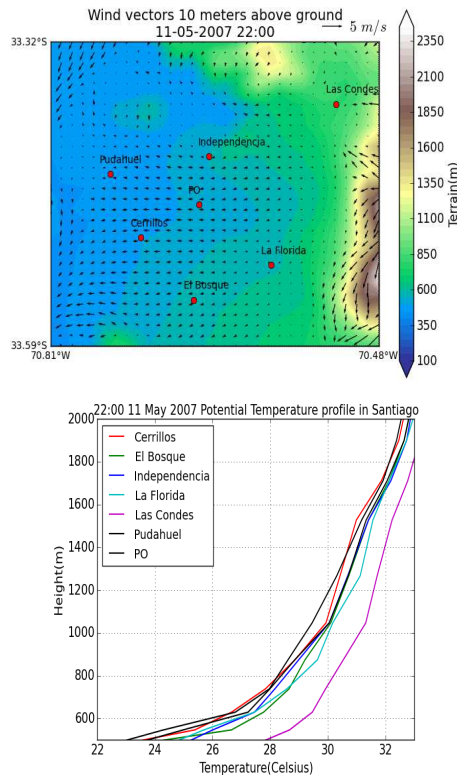 Wind vectors 10 meters above ground
11-05-2007 22:00
5 m/s
33.32°S
33.59°S
70.81°W
70.48°W
Las Condes
Independencia
Pudahuel
PO
Cerrillos
La Florida
El Bosque
2350
2100
1850
1600
1350
1100
850
600
350
100
Terrain(m)
22:00 11 May 2007 Potential Temperature profile in Santiago
2000
1800
1600
1400
1200
1000
800
600
Height(m)
Cerrillos
El Bosque
Independencia
La Florida
Las Condes
Pudahuel
PO
22
24
26
28
30
32
Temperature(Celsius)